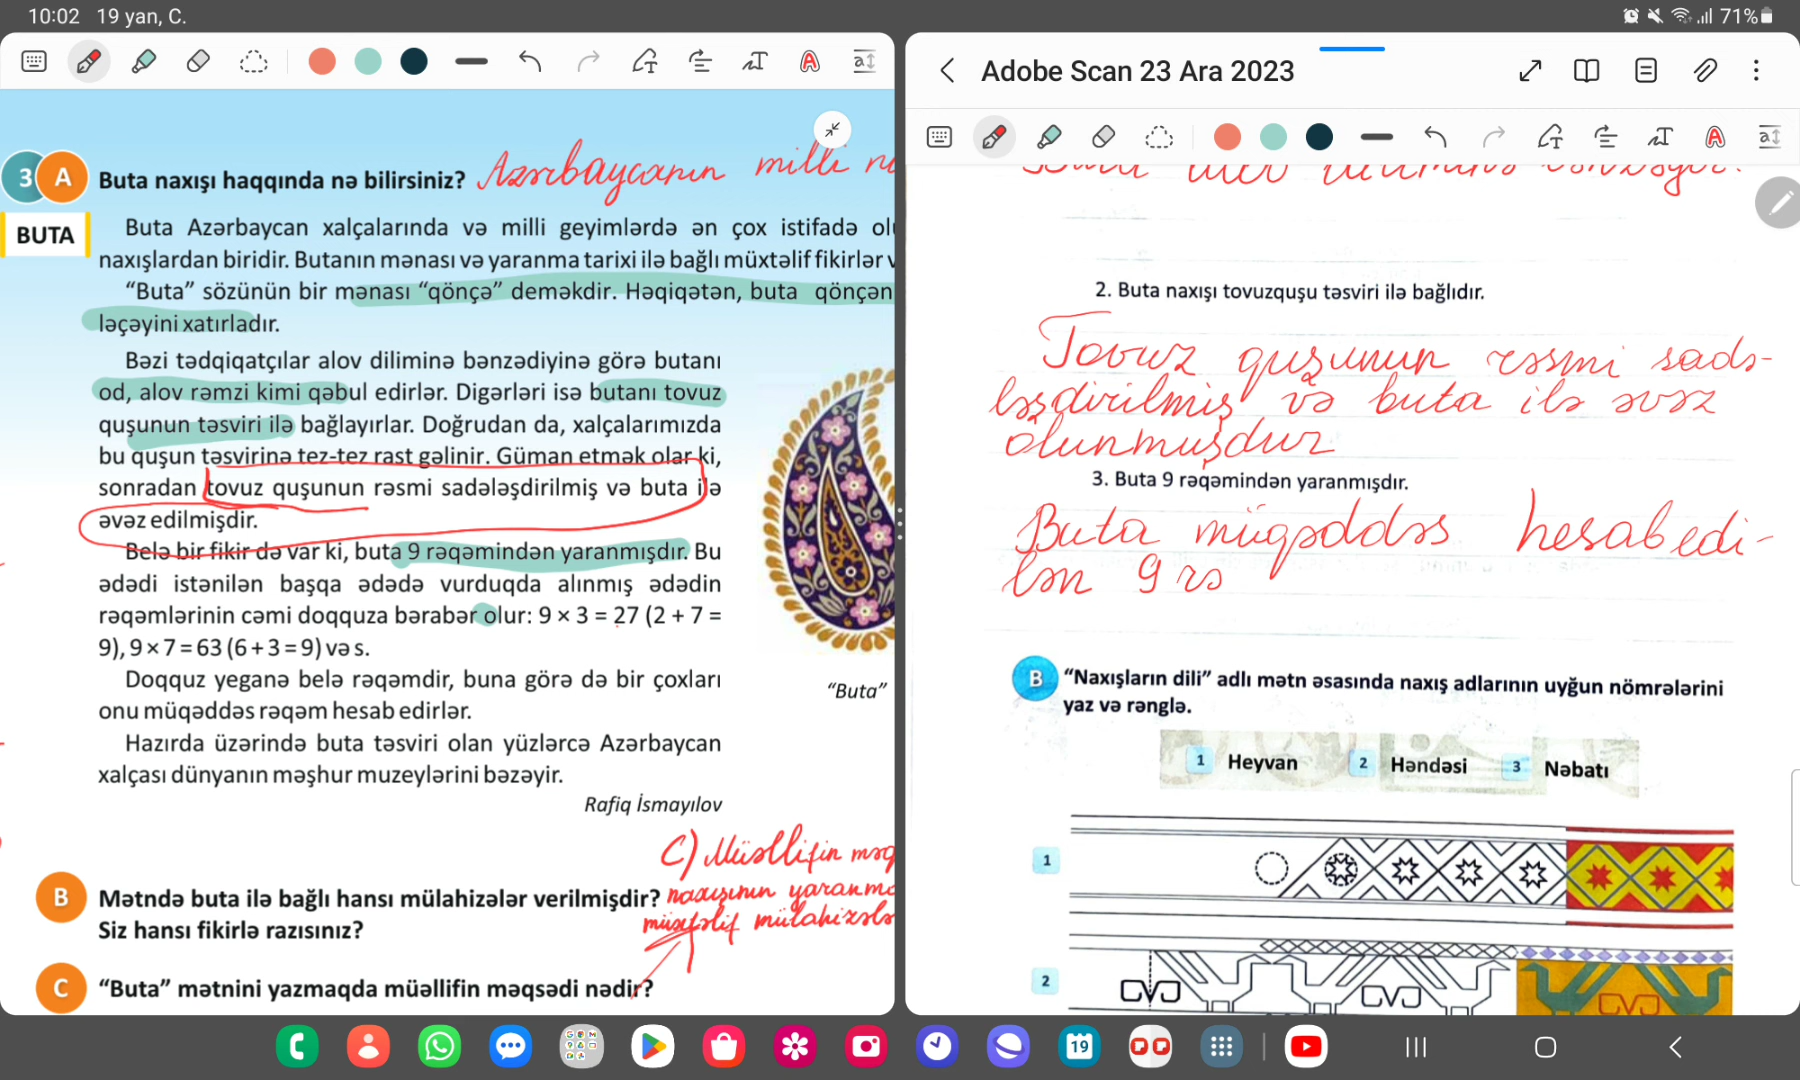 10:02 19 yan, C.
71%
3 A Buta naxışı haqqında nə bilirsiniz? Azərbaycanın milli
BUTA
Buta Azərbaycan xalçalarında və milli geyimlərdə ən çox istifadə
naxışlardan biridir. Butanın mənası və yaranma tarixi ilə bağlı müxtəlif fikirlər
“Buta” sözünün bir mənası “qönçə” deməkdir. Həqiqətən, buta qönçən
ləçəyini xatırladır.
Bəzi tədqiqatçılar alov diliminə bənzədiyinə görə butanı
od, alov rəmzi kimi qəbul edirlər. Digərləri isə butanı tovuz
quşunun təsviri ilə bağlayırlar. Doğrudan da, xalçalarımızda
bu quşun təsvirinə tez-tez rast gəlinir. Güman etmək olar ki,
sonradan tovuz quşunun rəsmi sadələşdirilmiş və buta ilə
əvəz edilmişdir.
Belə bir fikir də var ki, buta 9 rəqəmindən yaranmışdır. Bu
ədədi istənilən başqa ədədə vurduqda alınmış ədədin
rəqəmlərinin cəmi doqquza bərabər olur: 9 × 3 = 27 (2 + 7 =
9), 9 × 7 = 63 (6 + 3 = 9) və s.
Doqquz yeganə belə rəqəmdir, buna görə də bir çoxları
onu müqəddəs rəqəm hesab edirlər.
Hazırda üzərində buta təsviri olan yüzlərcə Azərbaycan
xalçası dünyanın məşhur muzeylərini bəzəyir.
Rafiq İsmayılov
“Buta”
C) Müəllifin məq
B Mətndə buta ilə bağlı hansı mülahizələr verilmişdir? naxışının yaranma
Siz hansı fikirlə razısınız? müxtəlif mülahizələ
C “Buta” mətnini yazmaqda müəllifin məqsədi nədir?
Adobe Scan 23 Ara 2023
2. Buta naxışı tovuzquşu təsviri ilə bağlıdır.
Tovuz quşunun rəsmi sadə-
ləşdirilmiş və buta ilə əvəz
olunmuşdur
3. Buta 9 rəqəmindən yaranmışdır.
Buta müqəddəs hesab edi-
lən 9 rə
B “Naxışların dili” adlı mətn əsasında naxış adlarının uyğun nömrələrini
yaz və rənglə.
1 Heyvan 2 Həndəsi 3 Nəbatı
1
2
19